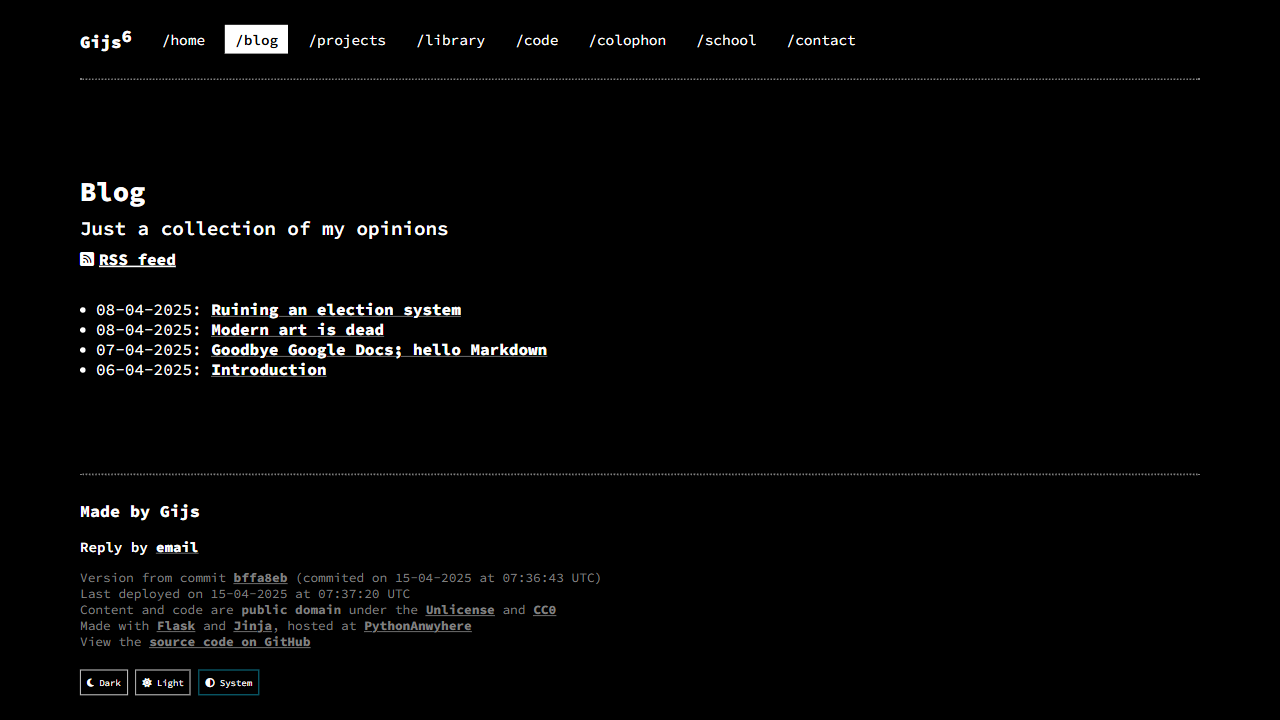 Gijs⁶ /home /blog /projects /library /code /colophon /school /contact
Blog
Just a collection of my opinions
RSS feed
• 08-04-2025: Ruining an election system
• 08-04-2025: Modern art is dead
• 07-04-2025: Goodbye Google Docs; hello Markdown
• 06-04-2025: Introduction
Made by Gijs
Reply by email
Version from commit bffa8eb (commited on 15-04-2025 at 07:36:43 UTC)
Last deployed on 15-04-2025 at 07:37:20 UTC
Content and code are public domain under the Unlicense and CC0
Made with Flask and Jinja, hosted at PythonAnwyhere
View the source code on GitHub
Dark Light System